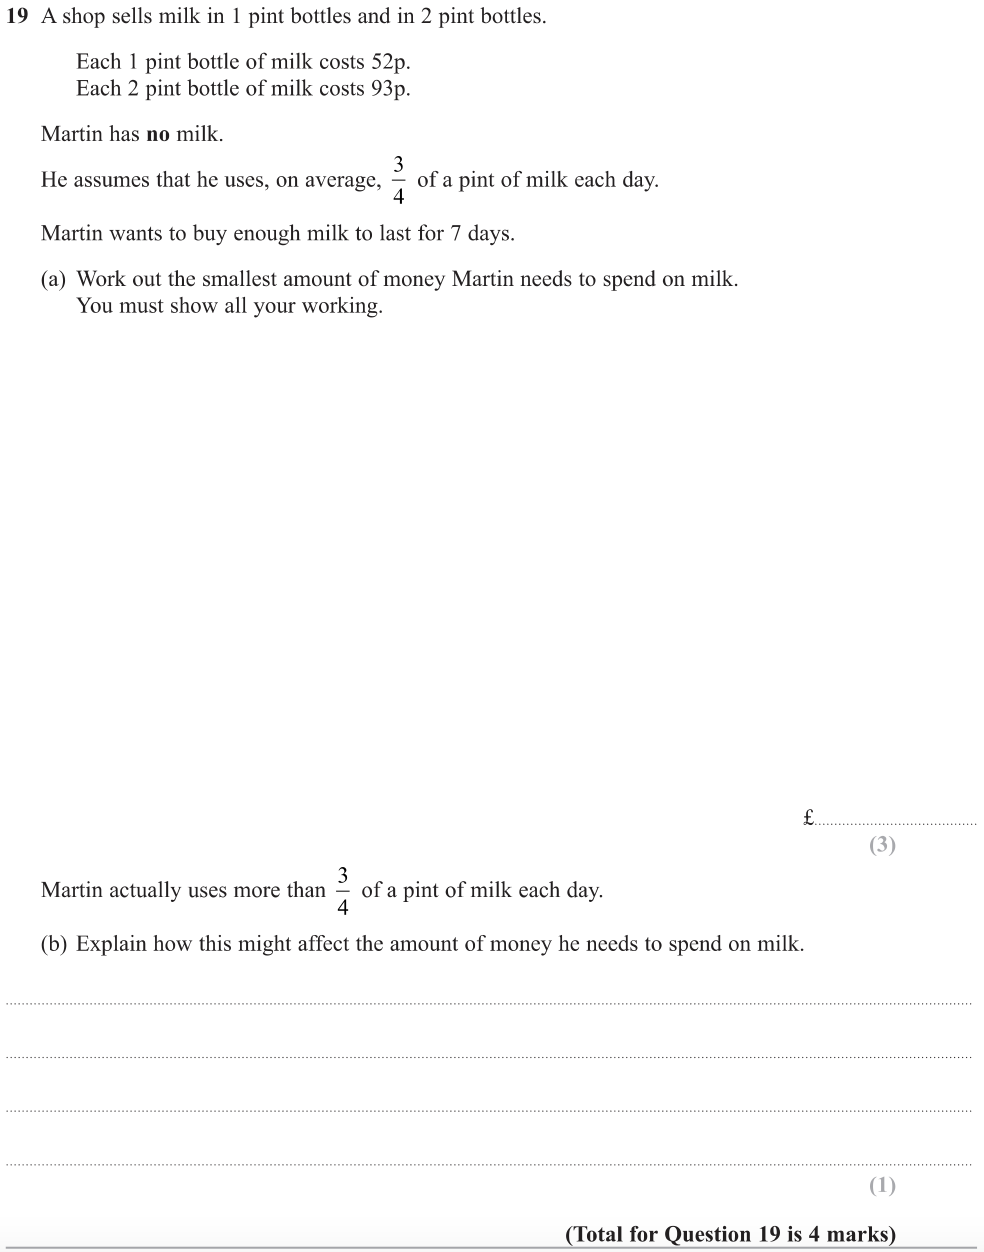 19 A shop sells milk in 1 pint bottles and in 2 pint bottles.
Each 1 pint bottle of milk costs 52p.
Each 2 pint bottle of milk costs 93p.
Martin has no milk.
He assumes that he uses, on average, 3/4 of a pint of milk each day.
Martin wants to buy enough milk to last for 7 days.
(a) Work out the smallest amount of money Martin needs to spend on milk.
You must show all your working.
£
(3)
Martin actually uses more than 3/4 of a pint of milk each day.
(b) Explain how this might affect the amount of money he needs to spend on milk.
(1)
(Total for Question 19 is 4 marks)